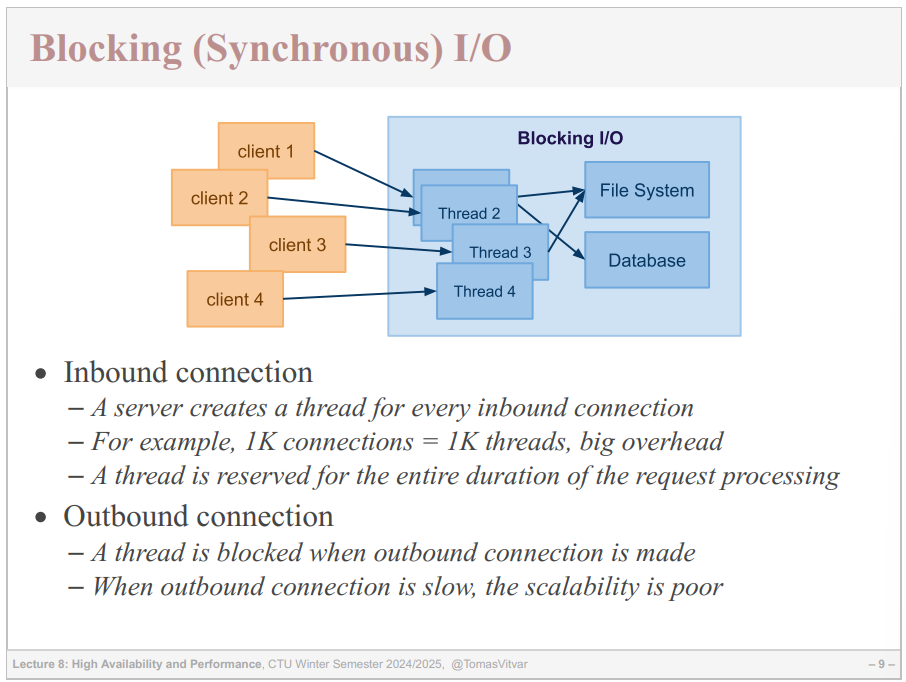 Blocking (Synchronous) I/O
Blocking I/O
client 1
client 2
client 3
client 4
Thread 2
Thread 3
Thread 4
File System
Database
• Inbound connection
– A server creates a thread for every inbound connection
– For example, 1K connections = 1K threads, big overhead
– A thread is reserved for the entire duration of the request processing
• Outbound connection
– A thread is blocked when outbound connection is made
– When outbound connection is slow, the scalability is poor
Lecture 8: High Availability and Performance, CTU Winter Semester 2024/2025, @TomasVitvar
– 9 –